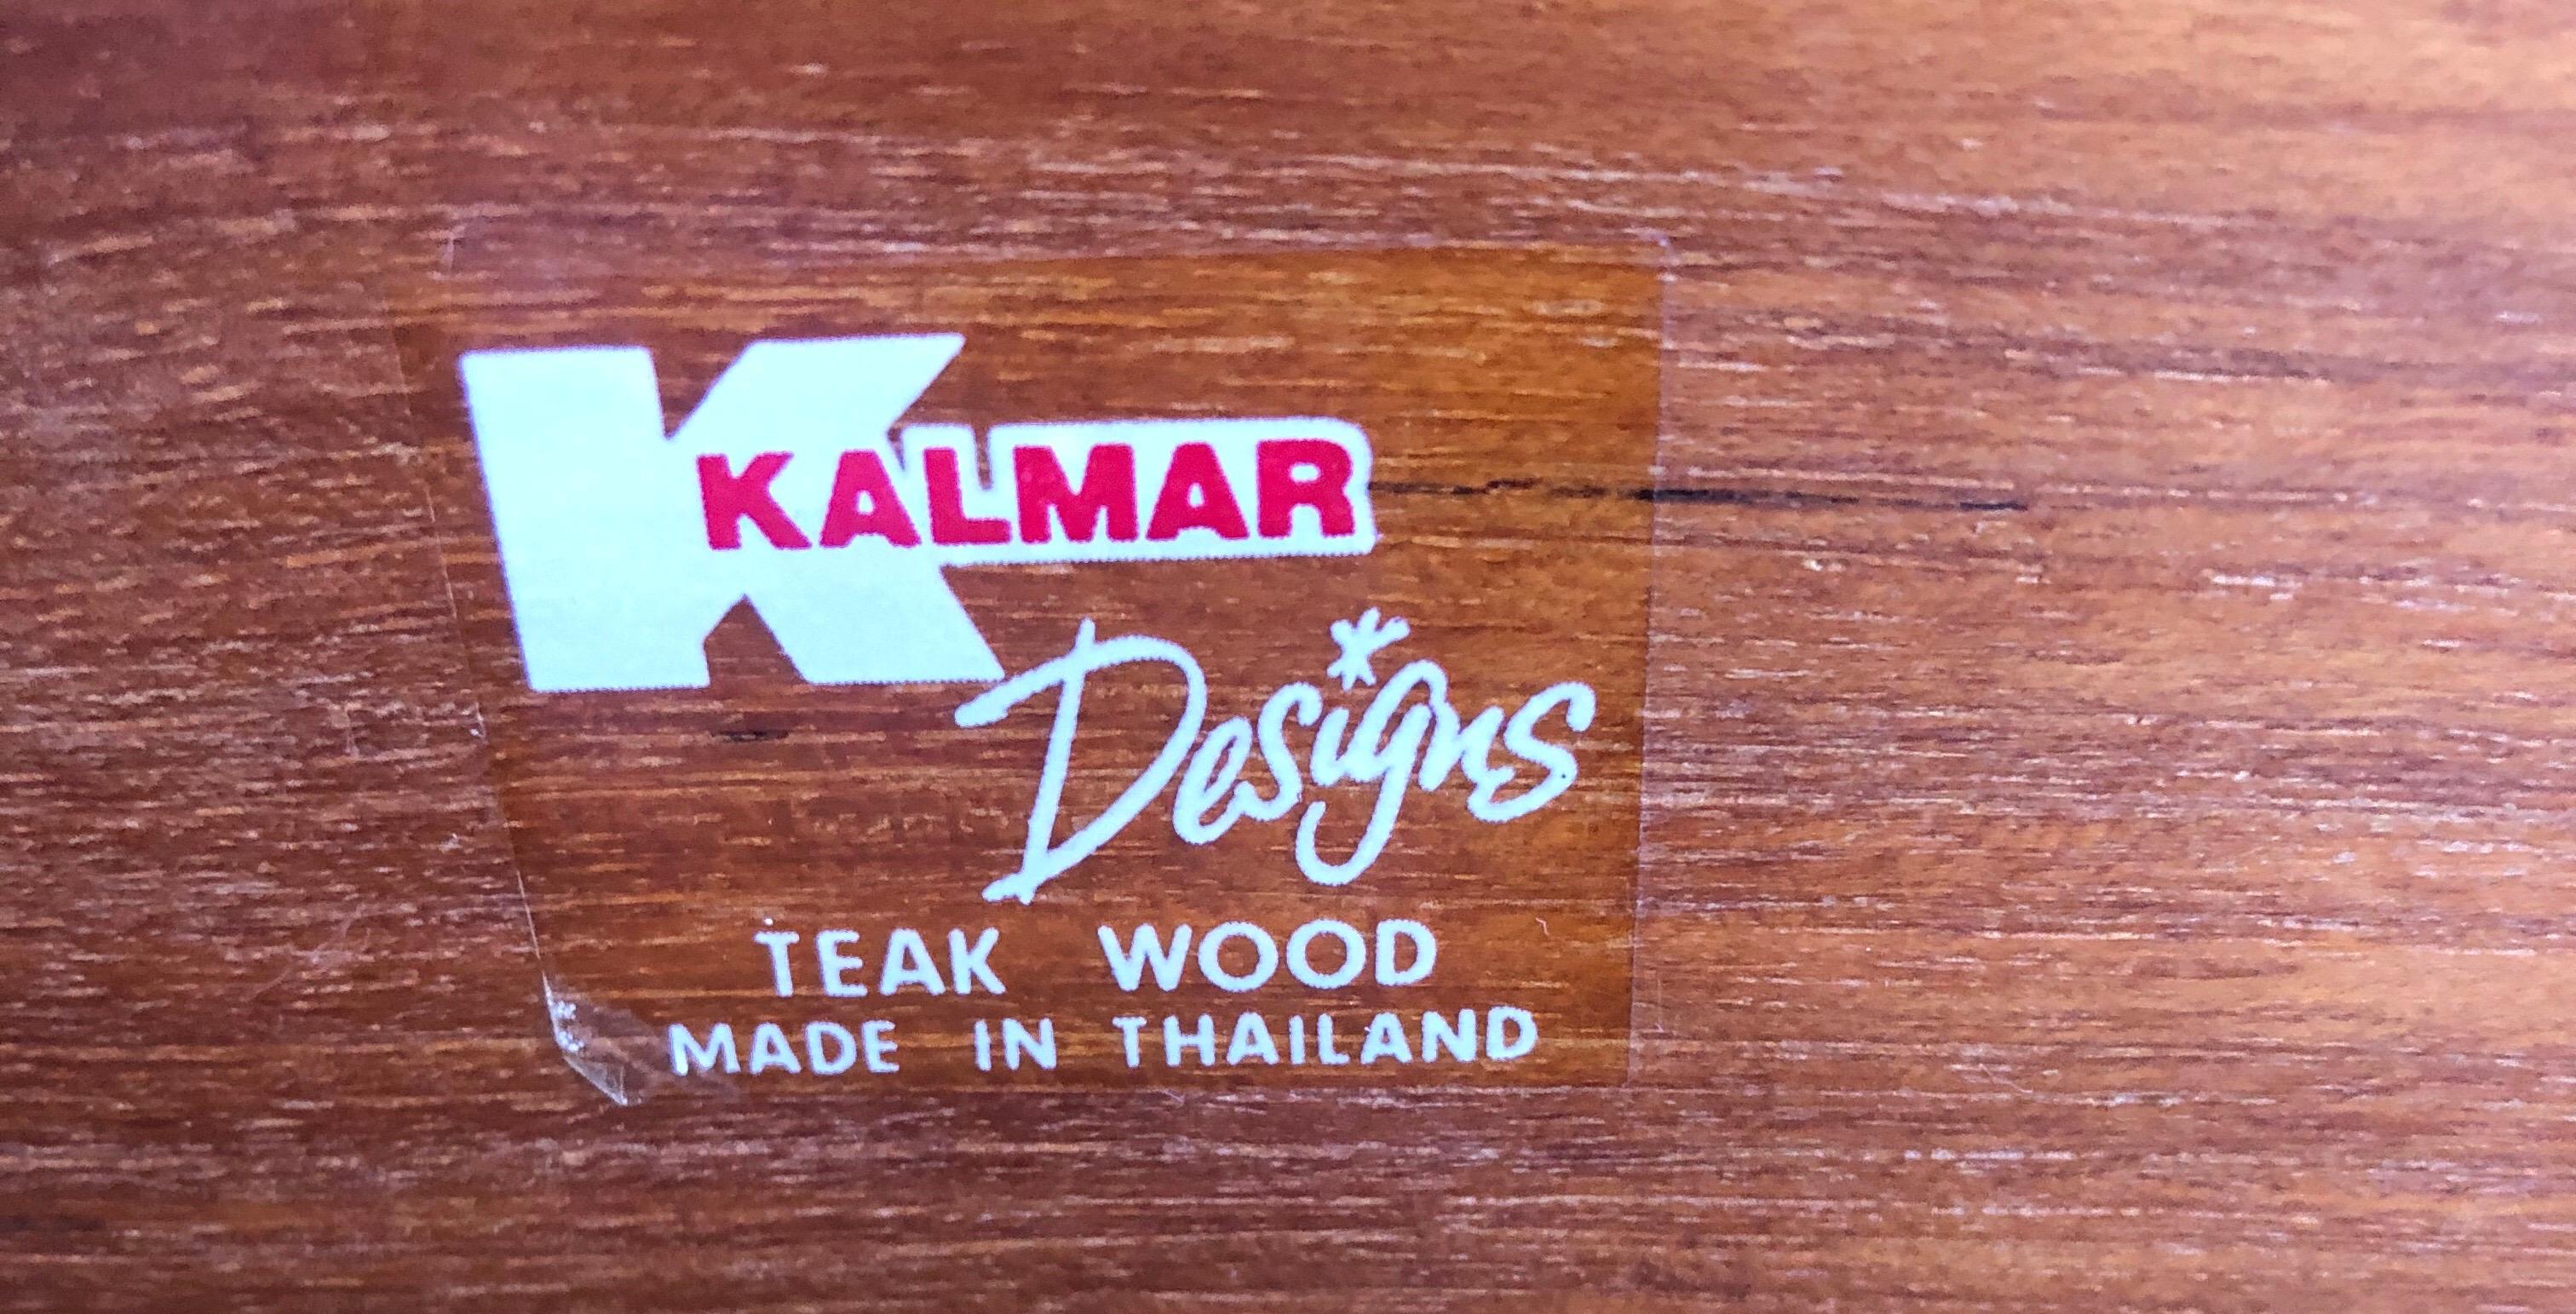 K
KALMAR
Designs
TEAK WOOD
MADE IN THAILAND